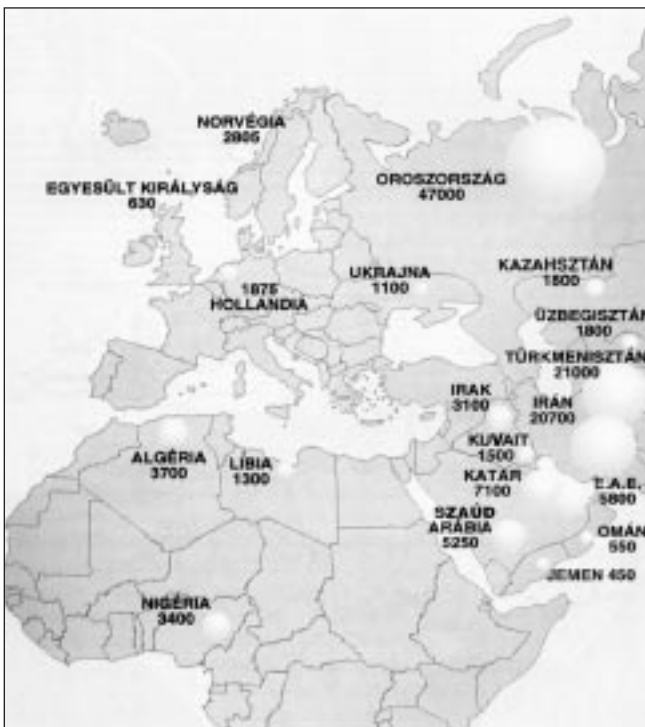 NORVÉGIA
2805
EGYESÜLT KIRÁLYSÁG
630
OROSZORSZÁG
47000
UKRAJNA
1100
1875
HOLLANDIA
KAZAHSZTÁN
1800
ÜZBEGISZTÁN
1800
TÜRKMENISZTÁN
21000
IRAK
3100
IRÁN
20700
KUVAIT
1500
ALGÉRIA
3700
LÍBIA
1300
KATÁR
7100
E.A.E.
5800
SZAÚD
ARÁBIA
5250
OMÁN
550
JEMEN 450
NIGÉRIA
3400